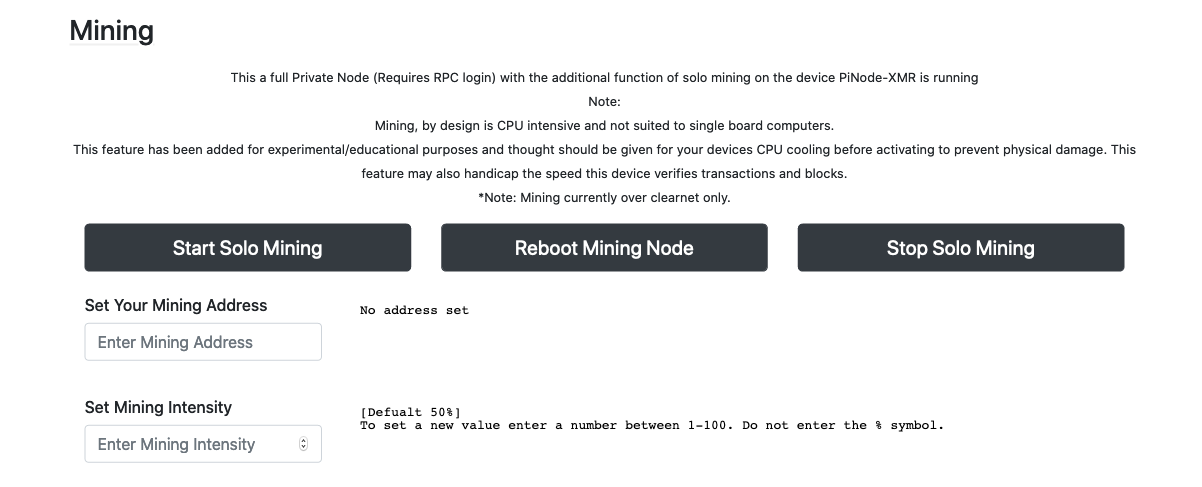 Mining
This a full Private Node (Requires RPC login) with the additional function of solo mining on the device PiNode-XMR is running
Note:
Mining, by design is CPU intensive and not suited to single board computers.
This feature has been added for experimental/educational purposes and thought should be given for your devices CPU cooling before activating to prevent physical damage. This
feature may also handicap the speed this device verifies transactions and blocks.
*Note: Mining currently over clearnet only.
Start Solo Mining Reboot Mining Node Stop Solo Mining
Set Your Mining Address
No address set
Enter Mining Address
Set Mining Intensity
[Defualt 50%]
To set a new value enter a number between 1-100. Do not enter the % symbol.
Enter Mining Intensity